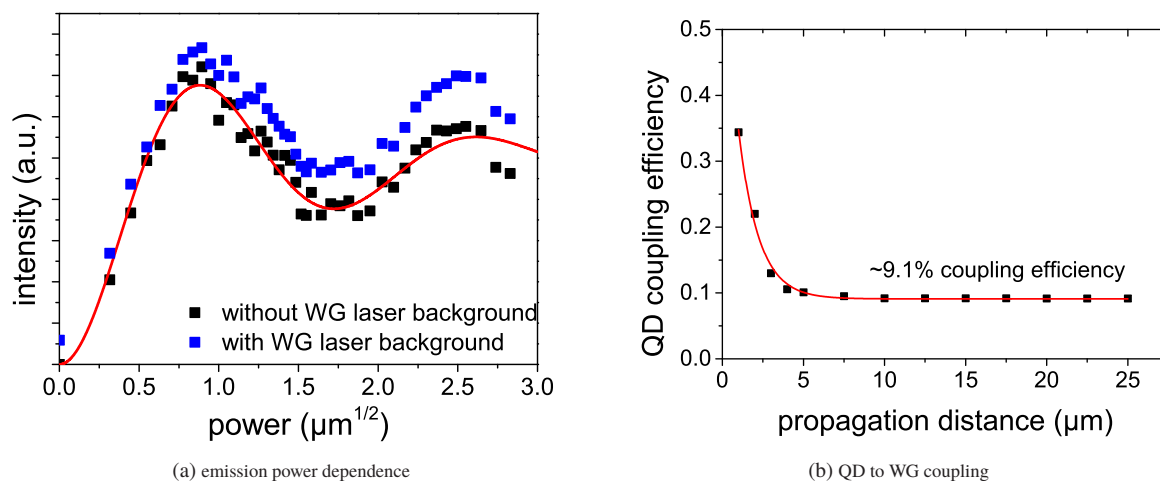 intensity (a.u.)
without WG laser background
with WG laser background
0.0 0.5 1.0 1.5 2.0 2.5 3.0
power (µm^1/2)
(a) emission power dependence
QD coupling efficiency
0.5
0.4
0.3
0.2
0.1
0.0
~9.1% coupling efficiency
0 5 10 15 20 25
propagation distance (µm)
(b) QD to WG coupling